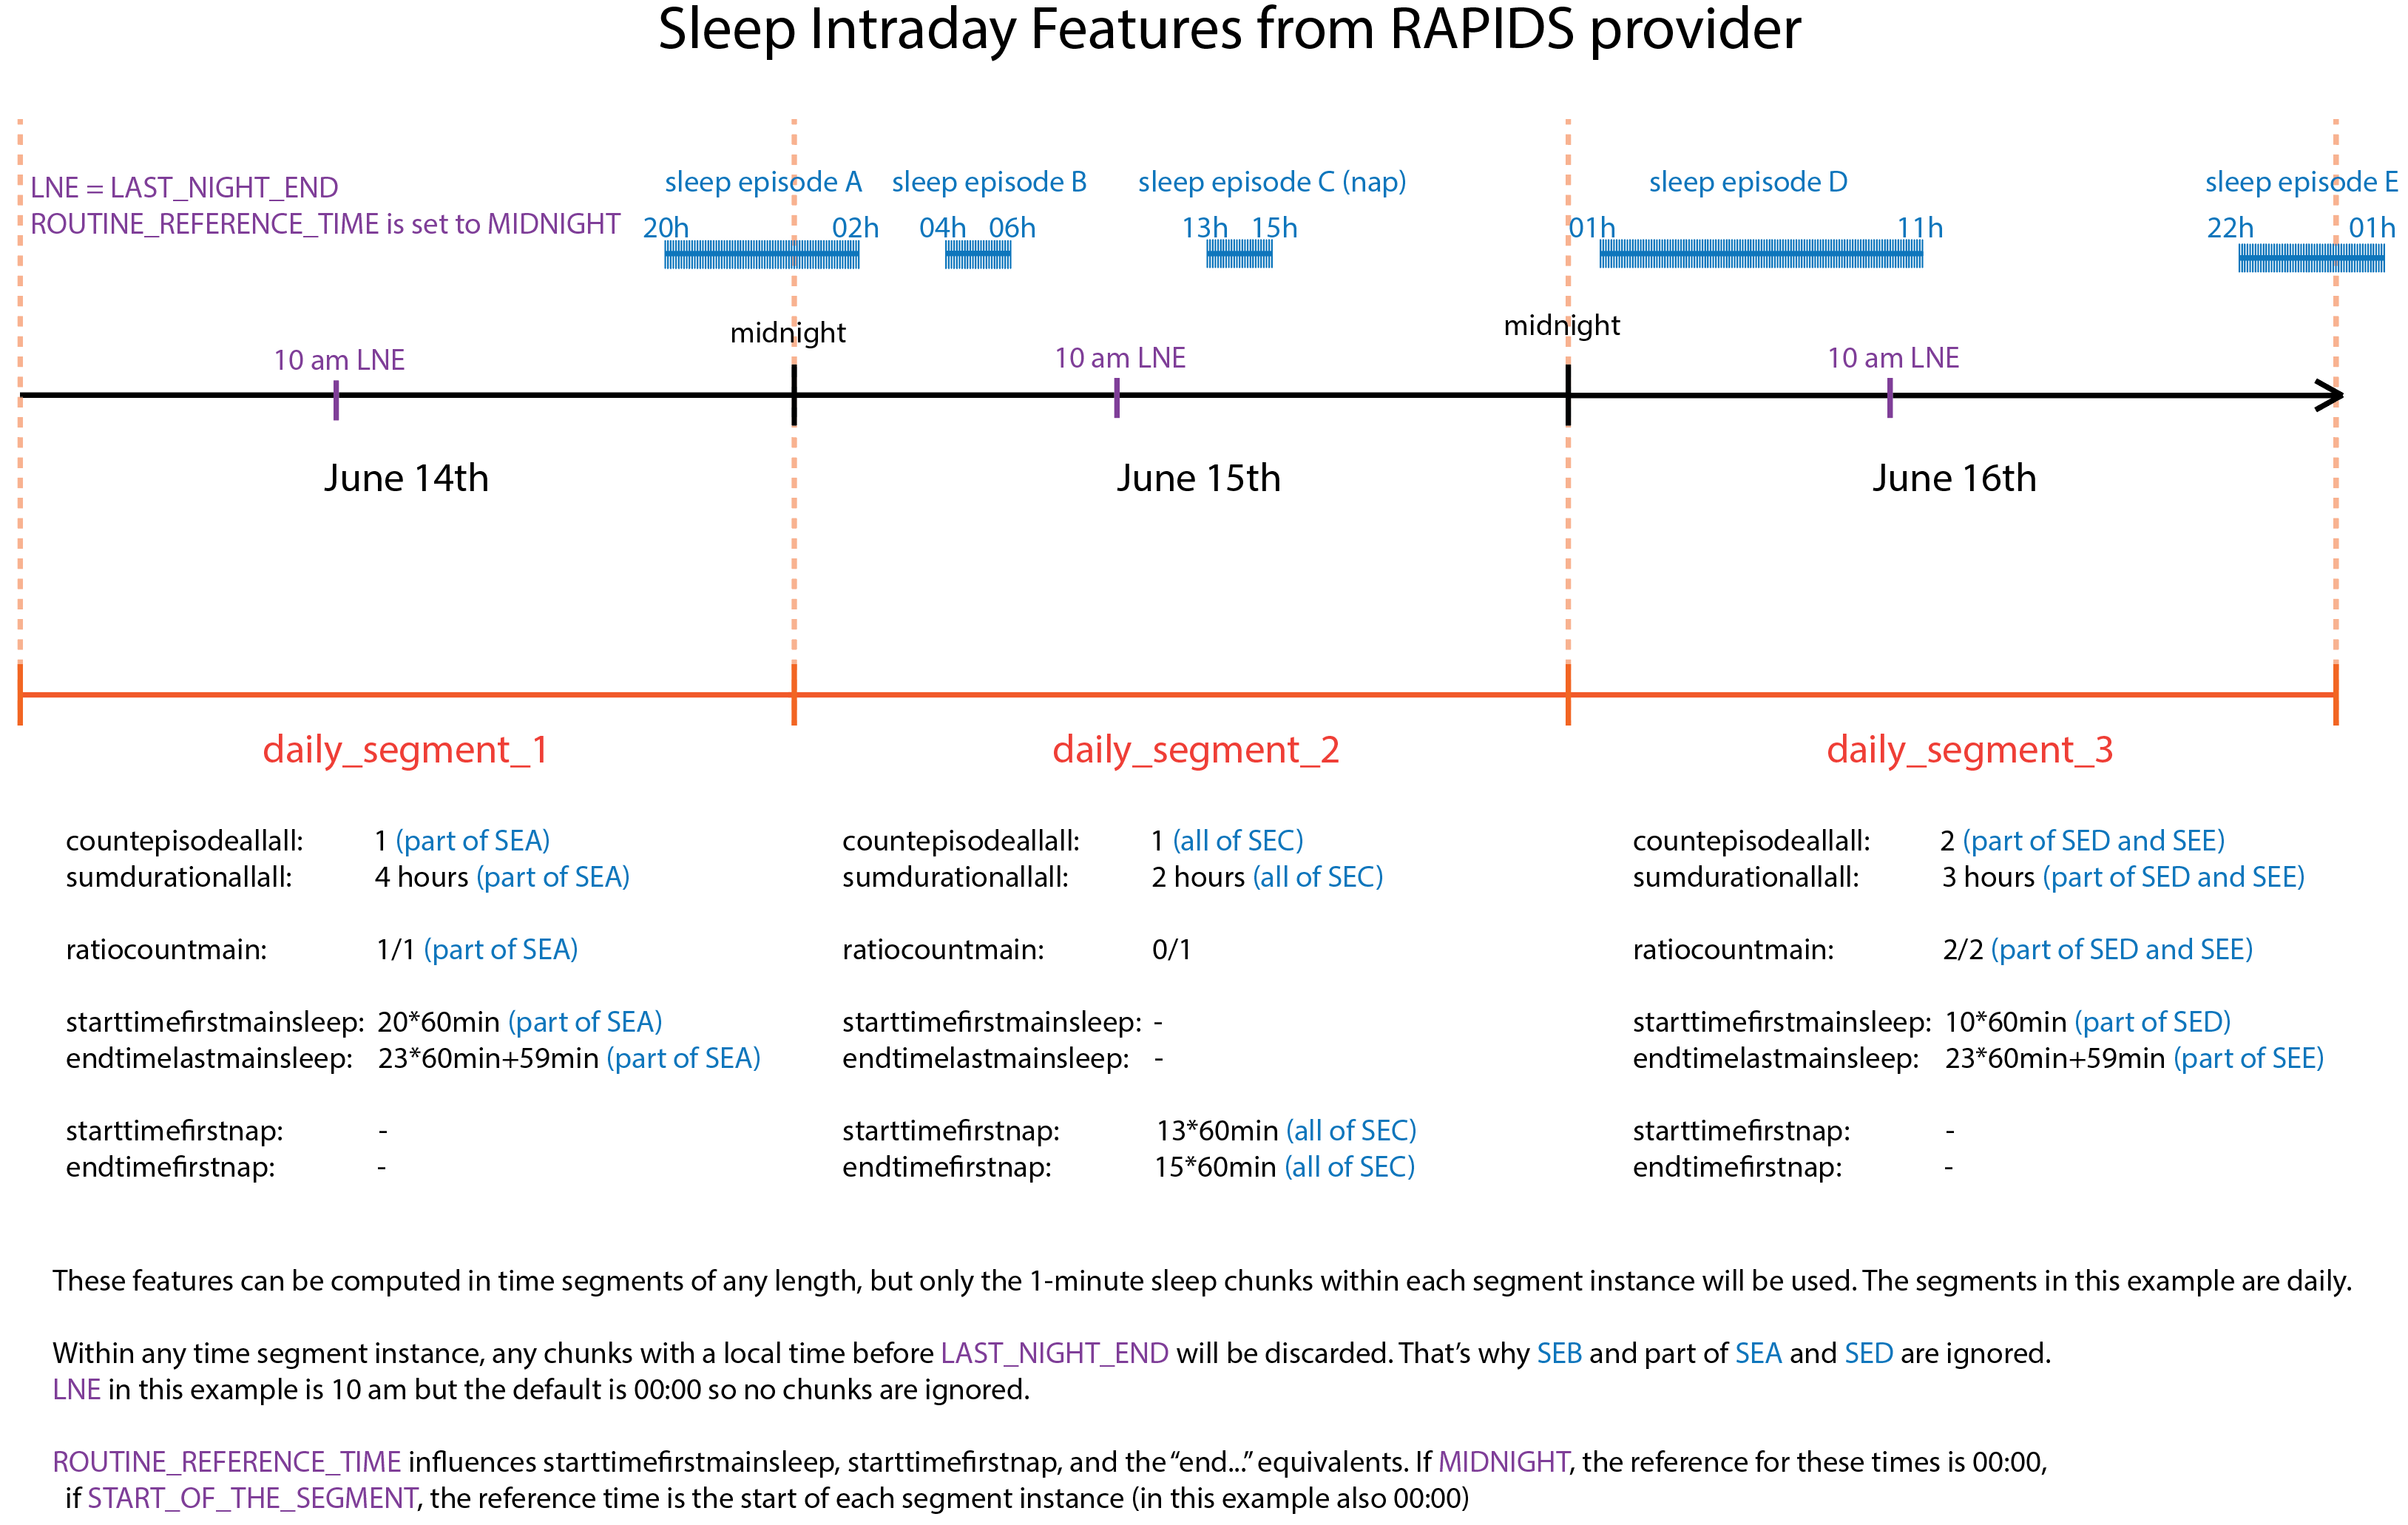 Sleep Intraday Features from RAPIDS provider
LNE = LAST_NIGHT_END
ROUTINE_REFERENCE_TIME is set to MIDNIGHT
sleep episode A
20h 02h
sleep episode B
04h 06h
sleep episode C (nap)
13h 15h
sleep episode D
01h 11h
sleep episode E
22h 01h
midnight
midnight
10 am LNE
10 am LNE
10 am LNE
June 14th
June 15th
June 16th
daily_segment_1
countepisodeallall: 1 (part of SEA)
sumdurationallall: 4 hours (part of SEA)
ratiocountmain: 1/1 (part of SEA)
starttimefirstmainsleep: 20*60min (part of SEA)
endtimelastmainsleep: 23*60min+59min (part of SEA)
starttimefirstnap: -
endtimefirstnap: -
daily_segment_2
countepisodeallall: 1 (all of SEC)
sumdurationallall: 2 hours (all of SEC)
ratiocountmain: 0/1
starttimefirstmainsleep: -
endtimelastmainsleep: -
starttimefirstnap: 13*60min (all of SEC)
endtimefirstnap: 15*60min (all of SEC)
daily_segment_3
countepisodeallall: 2 (part of SED and SEE)
sumdurationallall: 3 hours (part of SED and SEE)
ratiocountmain: 2/2 (part of SED and SEE)
starttimefirstmainsleep: 10*60min (part of SED)
endtimelastmainsleep: 23*60min+59min (part of SEE)
starttimefirstnap: -
endtimefirstnap: -
These features can be computed in time segments of any length, but only the 1-minute sleep chunks within each segment instance will be used. The segments in this example are daily.
Within any time segment instance, any chunks with a local time before LAST_NIGHT_END will be discarded. That's why SEB and part of SEA and SED are ignored.
LNE in this example is 10 am but the default is 00:00 so no chunks are ignored.
ROUTINE_REFERENCE_TIME influences starttimefirstmainsleep, starttimefirstnap, and the “end...” equivalents. If MIDNIGHT, the reference for these times is 00:00,
if START_OF_THE_SEGMENT, the reference time is the start of each segment instance (in this example also 00:00)